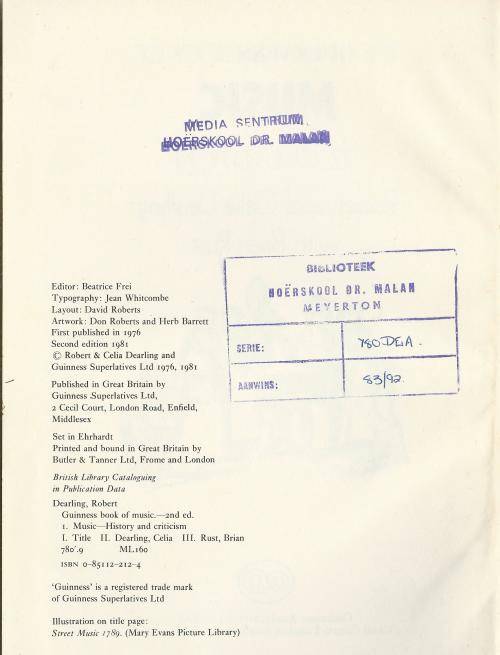 MEDIA SENTRUM,
HOËRSKOOL DR. MALAN
BIBLIOTEEK
HOËRSKOOL DR. MALAN
MEYERTON
SERIE: 780 DEA.
AANWINS: 83/92
Editor: Beatrice Frei
Typography: Jean Whitcombe
Layout: David Roberts
Artwork: Don Roberts and Herb Barrett
First published in 1976
Second edition 1981
© Robert & Celia Dearling and
Guinness Superlatives Ltd 1976, 1981
Published in Great Britain by
Guinness Superlatives Ltd,
2 Cecil Court, London Road, Enfield,
Middlesex
Set in Ehrhardt
Printed and bound in Great Britain by
Butler & Tanner Ltd, Frome and London
British Library Cataloguing
in Publication Data
Dearling, Robert
Guinness book of music.—2nd ed.
1. Music—History and criticism
I. Title II. Dearling, Celia III. Rust, Brian
780'.9 ML160
ISBN 0-85112-212-4
'Guinness' is a registered trade mark
of Guinness Superlatives Ltd
Illustration on title page:
Street Music 1789. (Mary Evans Picture Library)